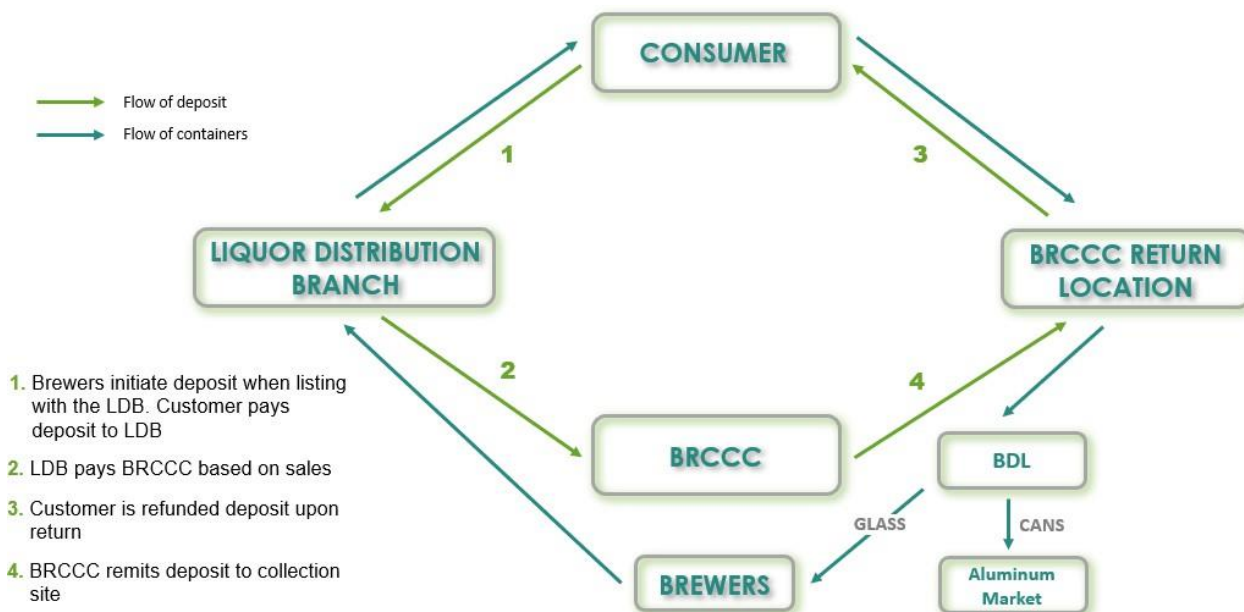 CONSUMER
Flow of deposit
Flow of containers
1
3
LIQUOR DISTRIBUTION
BRANCH
BRCCC RETURN
LOCATION
2
4
BRCCC
BDL
GLASS
CANS
BREWERS
Aluminum
Market
1. Brewers initiate deposit when listing
with the LDB. Customer pays
deposit to LDB
2. LDB pays BRCCC based on sales
3. Customer is refunded deposit upon
return
4. BRCCC remits deposit to collection
site